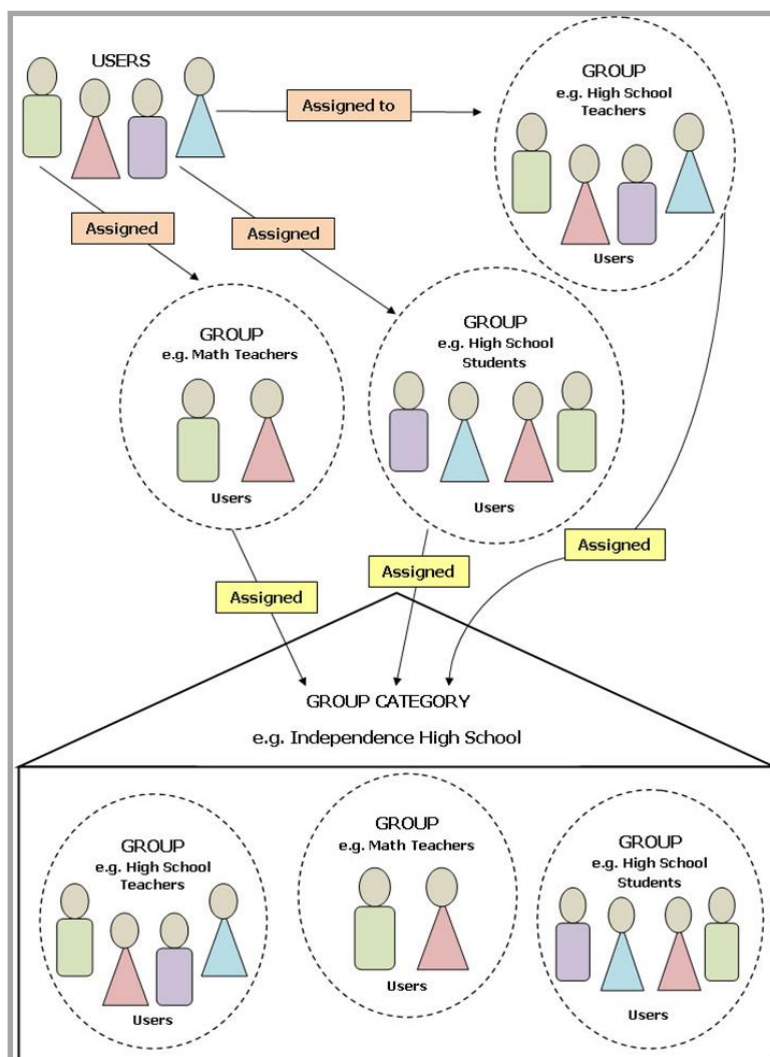 USERS
Assigned to
GROUP
e.g. High School
Teachers
Users
Assigned
Assigned
GROUP
e.g. Math Teachers
Users
GROUP
e.g. High School
Students
Users
Assigned
Assigned
Assigned
GROUP CATEGORY
e.g. Independence High School
GROUP
e.g. High School
Teachers
Users
GROUP
e.g. Math Teachers
Users
GROUP
e.g. High School
Students
Users